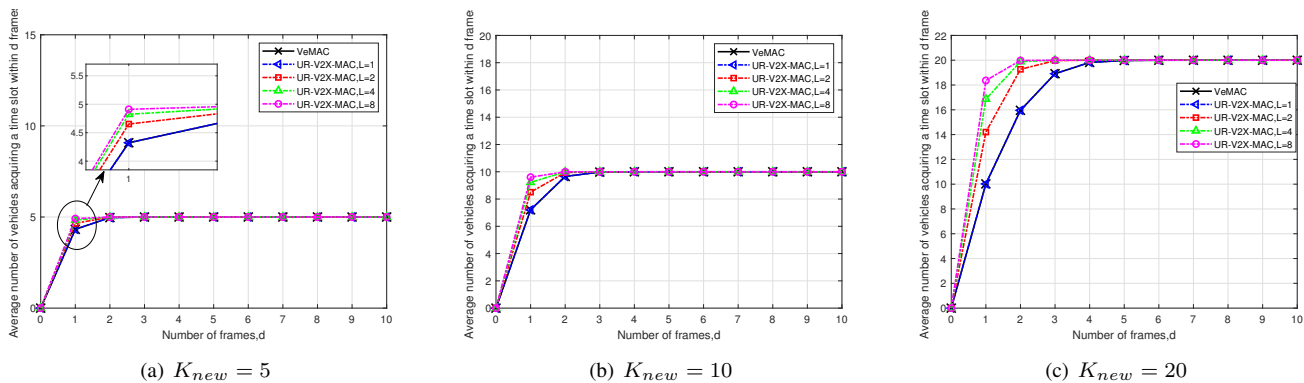 Average number of vehicles acquiring a time slot within d frames
15
10
5
0
0 1 2 3 4 5 6 7 8 9 10
Number of frames,d
VeMAC
UR-V2X-MAC,L=1
UR-V2X-MAC,L=2
UR-V2X-MAC,L=4
UR-V2X-MAC,L=8
5.5
5
4.5
4
1
(a) K_new = 5
Average number of vehicles acquiring a time slot within d frames
20
18
16
14
12
10
8
6
4
2
0
0 1 2 3 4 5 6 7 8 9 10
Number of frames,d
VeMAC
UR-V2X-MAC,L=1
UR-V2X-MAC,L=2
UR-V2X-MAC,L=4
UR-V2X-MAC,L=8
(b) K_new = 10
Average number of vehicles acquiring a time slot within d frames
22
20
18
16
14
12
10
8
6
4
2
0
0 1 2 3 4 5 6 7 8 9 10
Number of frames,d
VeMAC
UR-V2X-MAC,L=1
UR-V2X-MAC,L=2
UR-V2X-MAC,L=4
UR-V2X-MAC,L=8
(c) K_new = 20